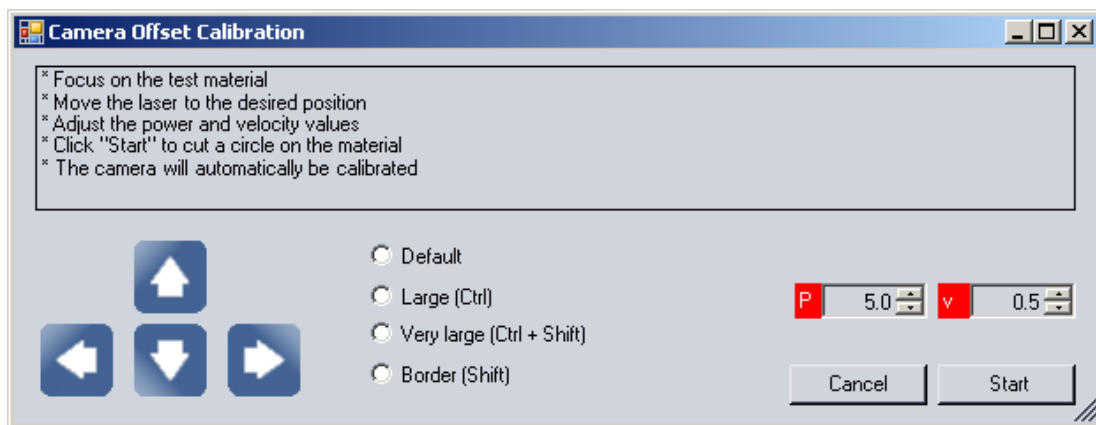 Camera Offset Calibration
* Focus on the test material
* Move the laser to the desired position
* Adjust the power and velocity values
* Click "Start" to cut a circle on the material
* The camera will automatically be calibrated
Default
Large (Ctrl)
Very large (Ctrl + Shift)
Border (Shift)
P 5.0 v 0.5
Cancel Start